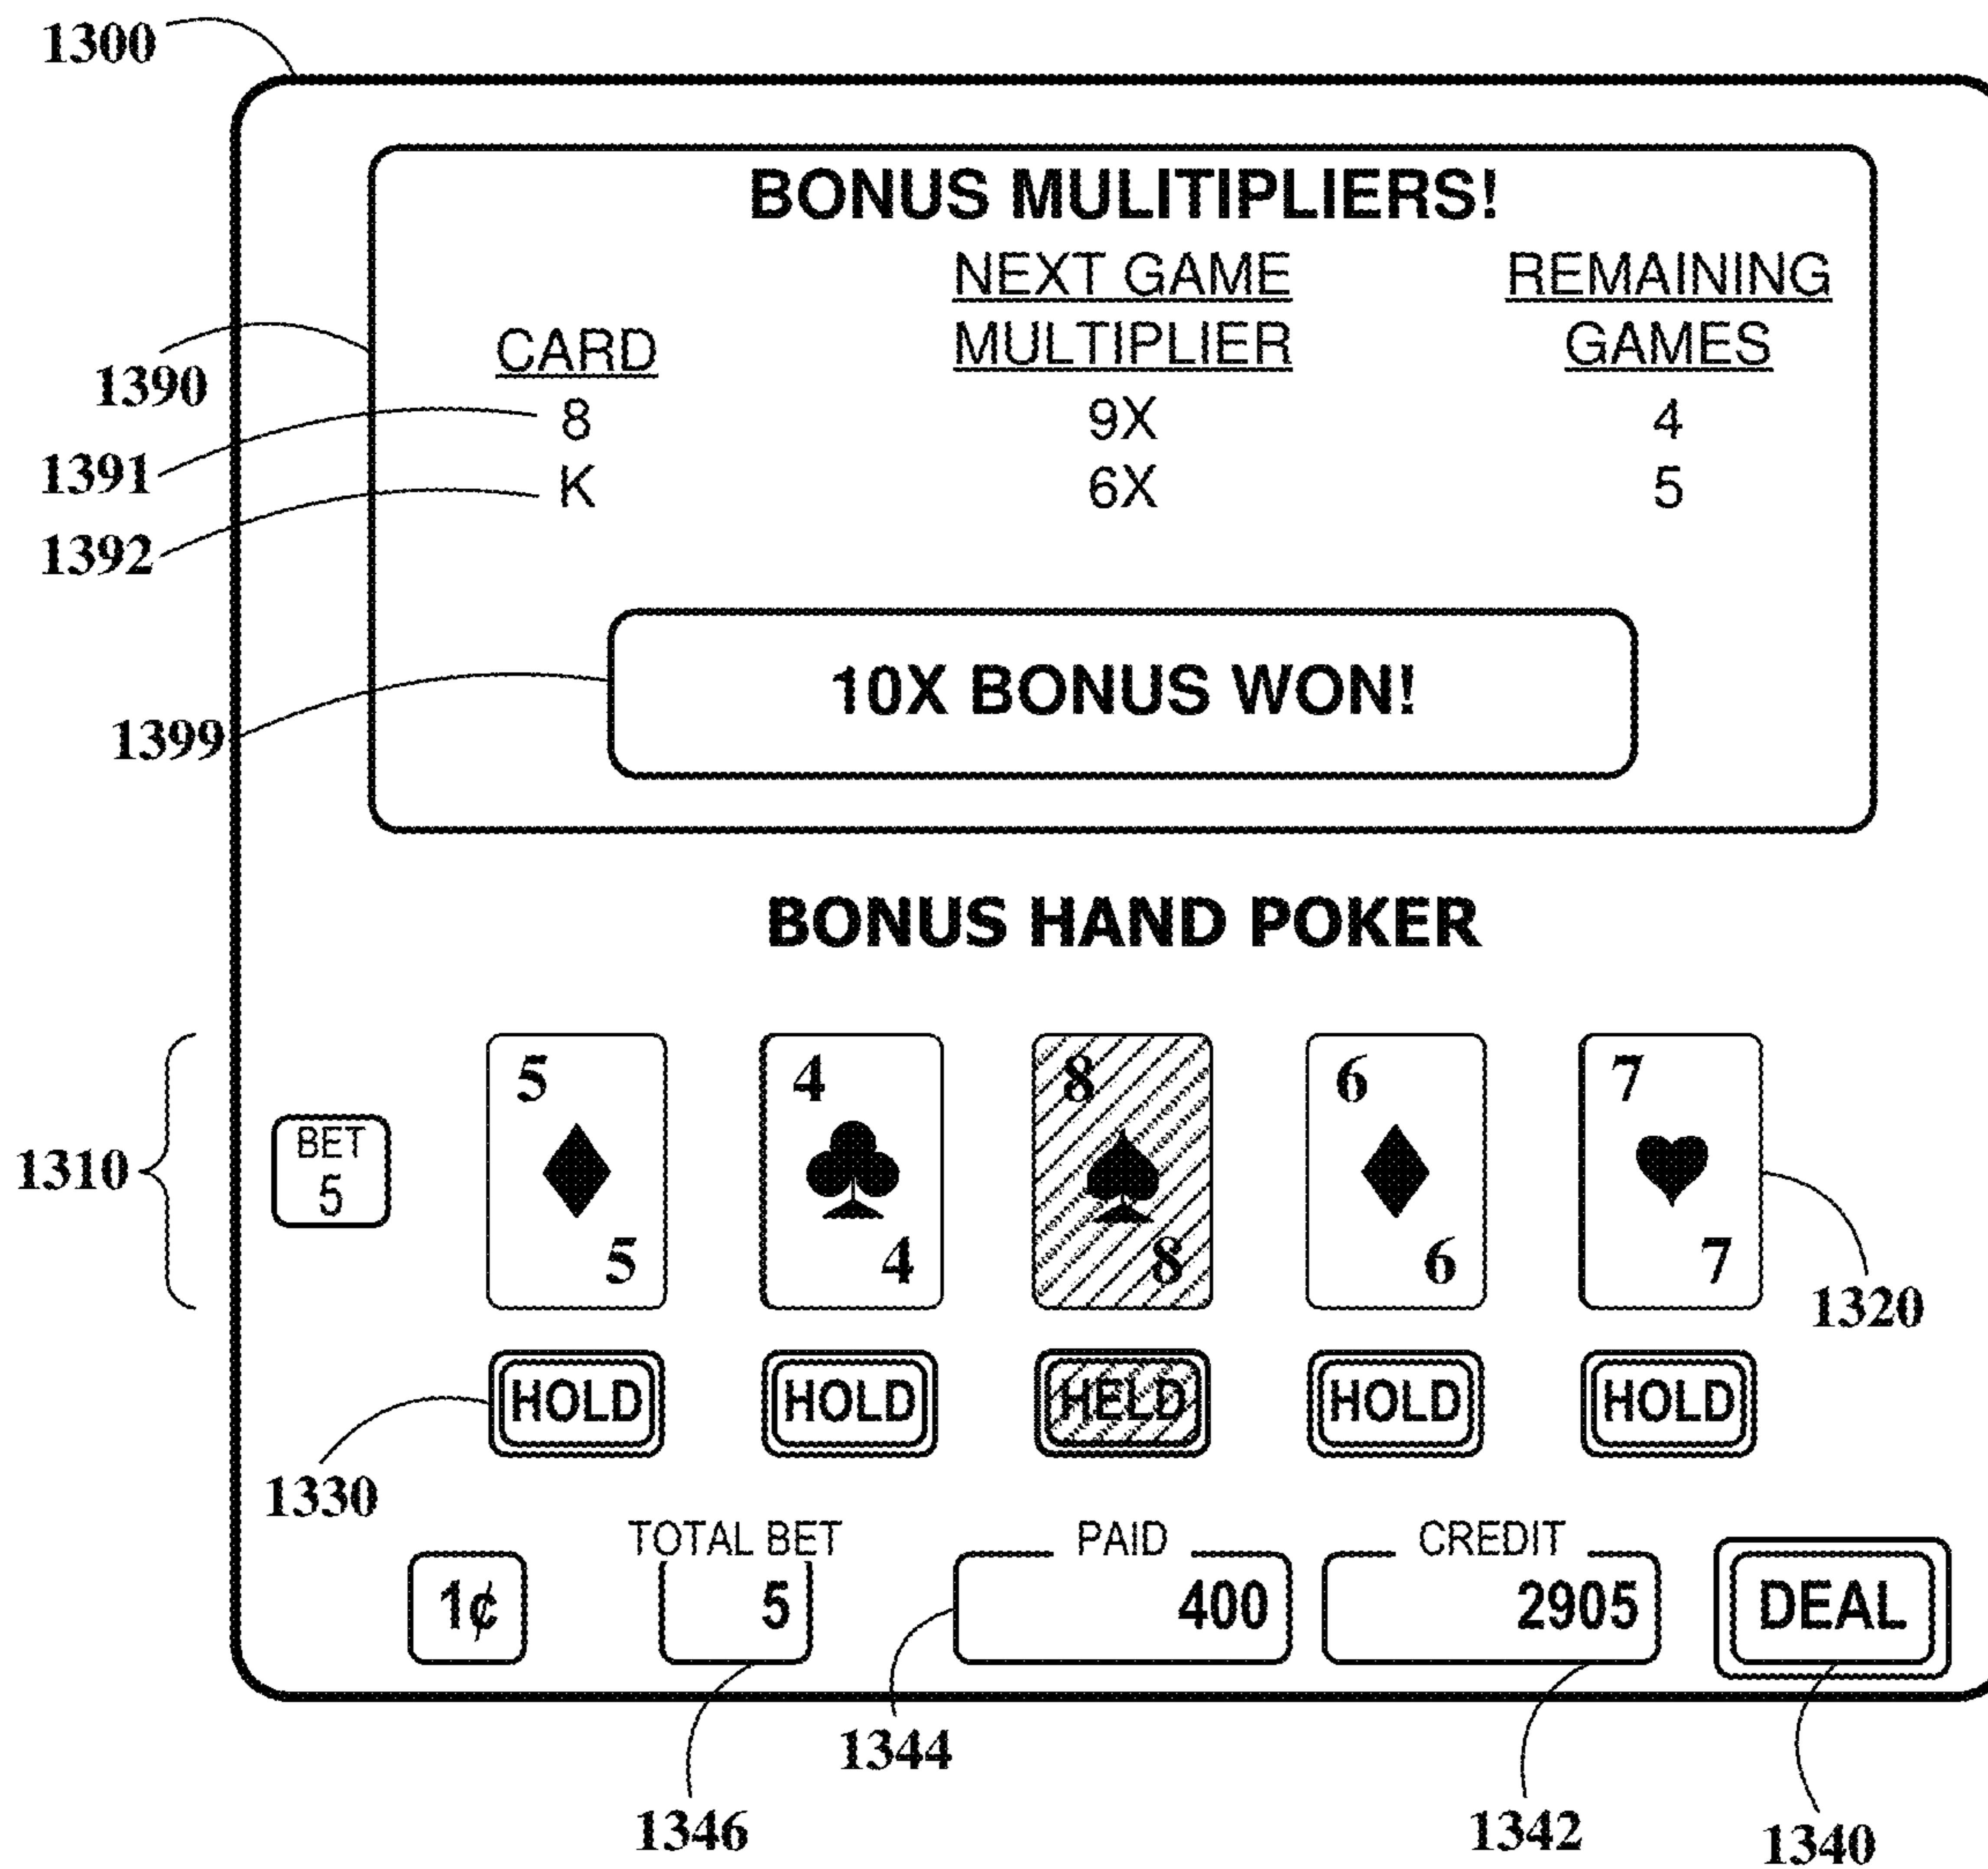 1300
BONUS MULITIPLIERS!
NEXT GAME REMAINING
CARD MULTIPLIER GAMES
1390
8 9X 4
1391
K 6X 5
1392
10X BONUS WON!
1399
BONUS HAND POKER
5 4 8 6 7
1310
BET
5
5 4 8 6 7
1320
HOLD HOLD HELD HOLD HOLD
1330
TOTAL BET PAID CREDIT
1¢ 5 400 2905 DEAL
1344
1346 1342 1340